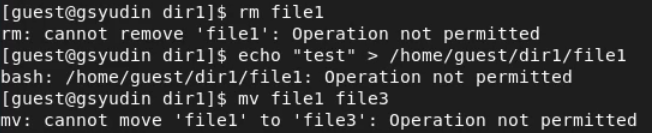 [guest@gsyudin dir1]$ rm file1
rm: cannot remove 'file1': Operation not permitted
[guest@gsyudin dir1]$ echo "test" > /home/guest/dir1/file1
bash: /home/guest/dir1/file1: Operation not permitted
[guest@gsyudin dir1]$ mv file1 file3
mv: cannot move 'file1' to 'file3': Operation not permitted